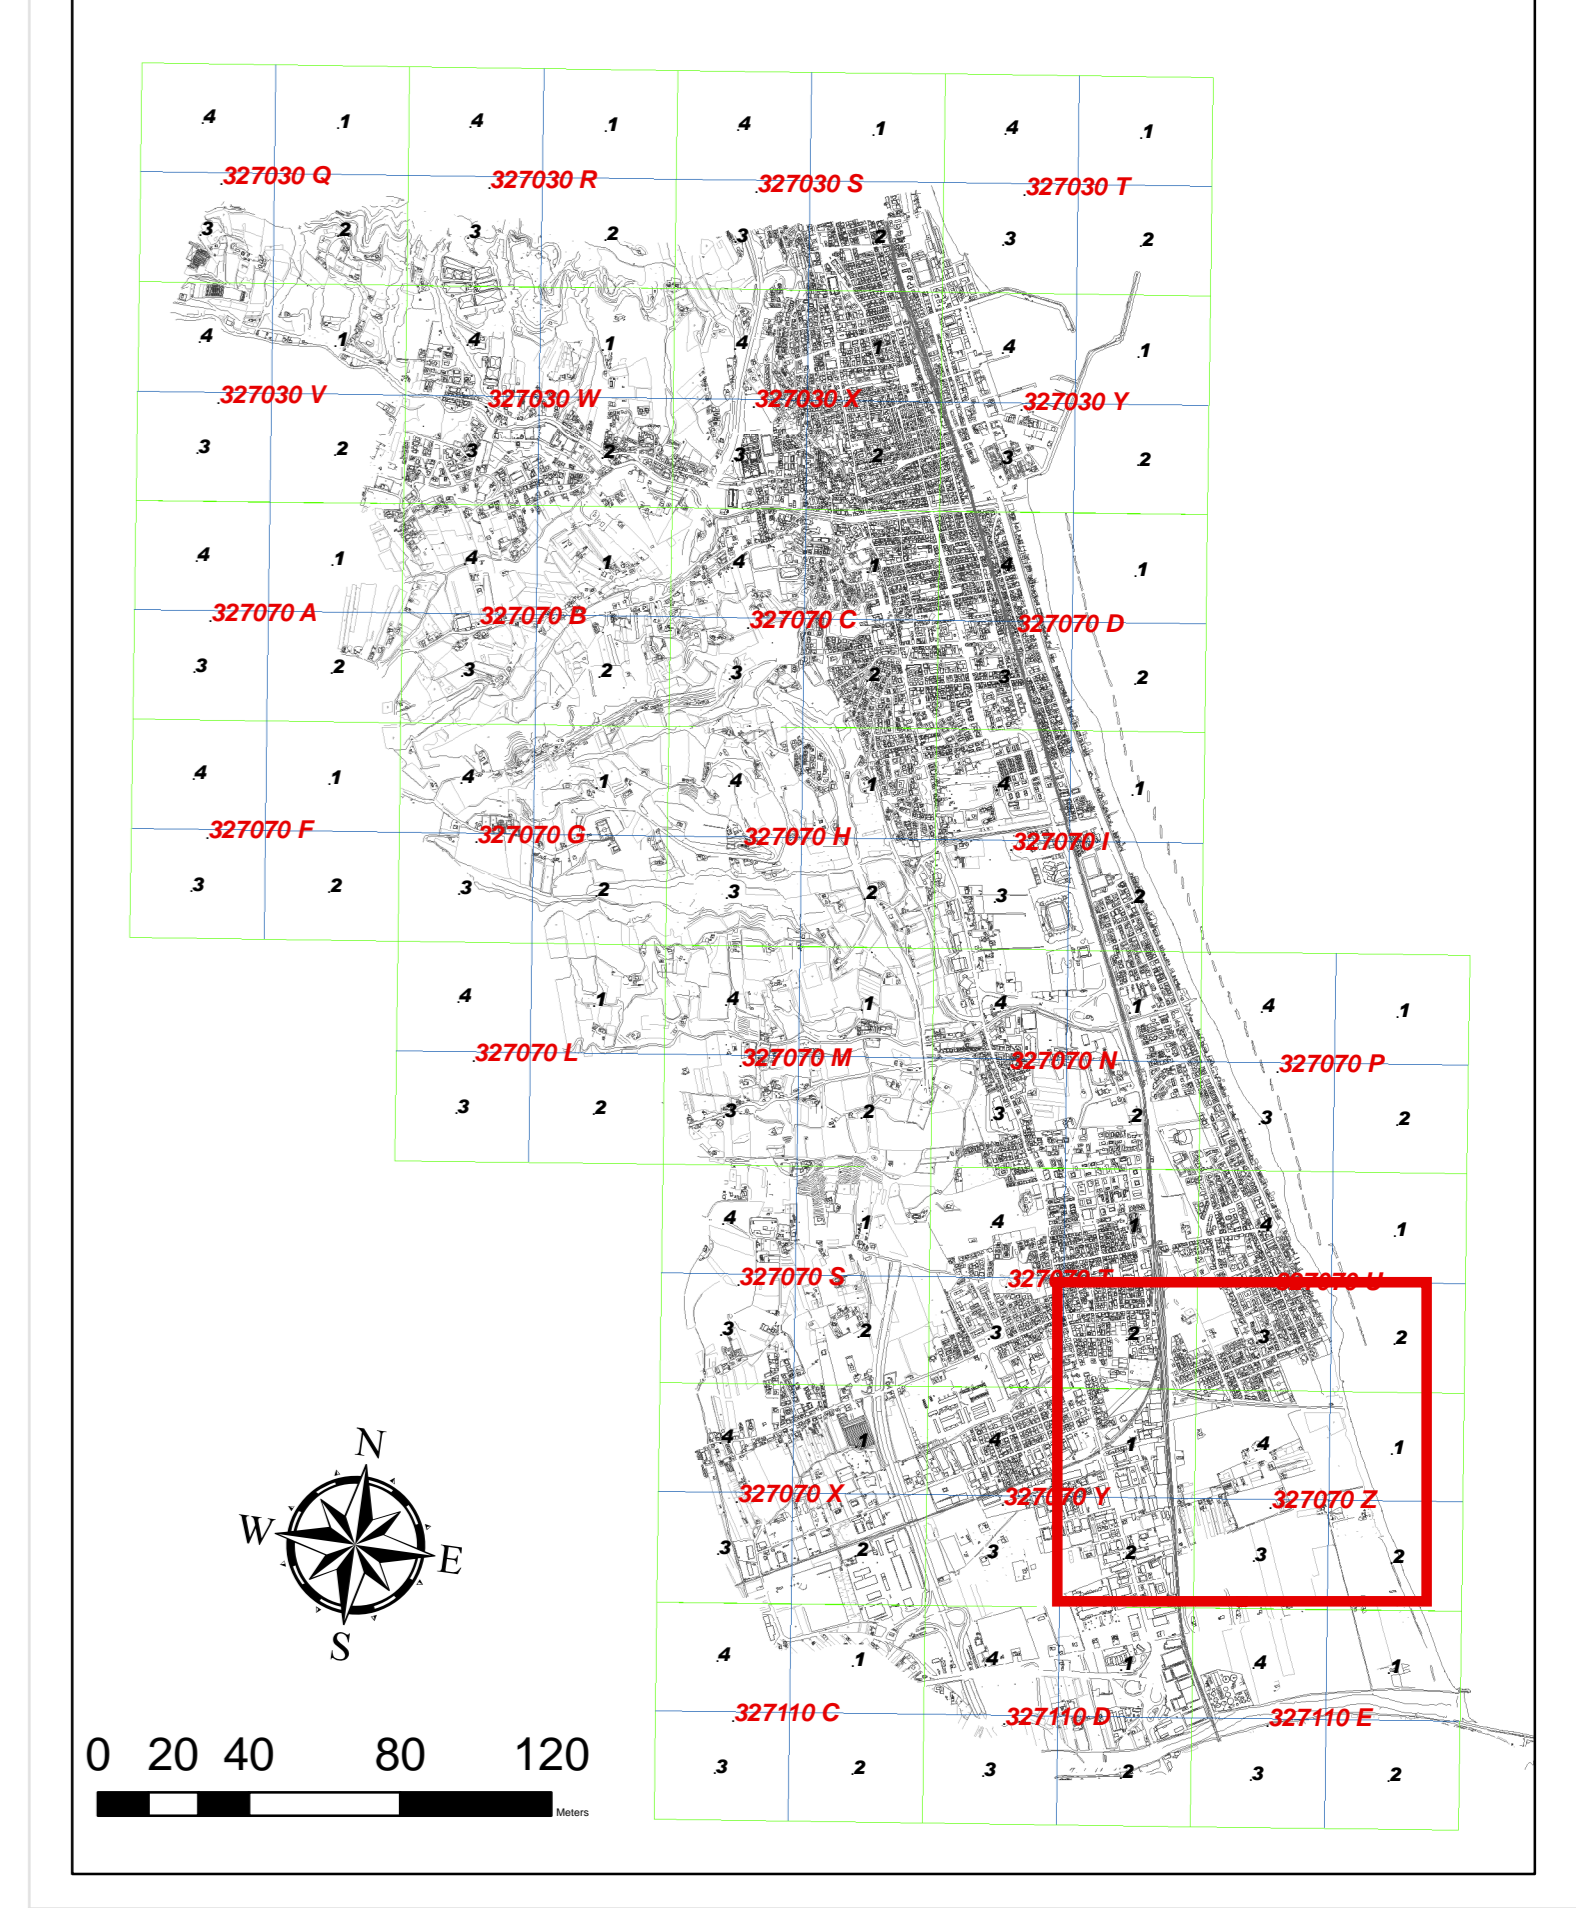 4 1 4 1 4 1 4 1
327030 Q 327030 R 327030 S 327030 T
3 2 3 2 3 2 3 2
4 1 4 1 4 1 4 1
327030 V 327030 W 327030 X 327030 Y
3 2 3 2 3 2 3 2
4 1 4 1 4 1 4 1
327070 A 327070 B 327070 C 327070 D
3 2 3 2 3 2 3 2
4 1 4 1 4 1 4 1
327070 F 327070 G 327070 H 327070 I
3 2 3 2 3 2 3 2
4 1 4 1 4 1 4 1
327070 L 327070 M 327070 N 327070 P
3 2 3 2 3 2 3 2
4 1 4 1 4 1
327070 S 327070 T 327070 U
3 2 3 2 3 2
4 1 4 1 4 1
327070 X 327070 Y 327070 Z
3 2 3 2 3 2
4 1 4 1 4 1
327110 C 327110 D 327110 E
3 2 3 2 3 2
N
W
E
S
0 20 40 80 120
Meters